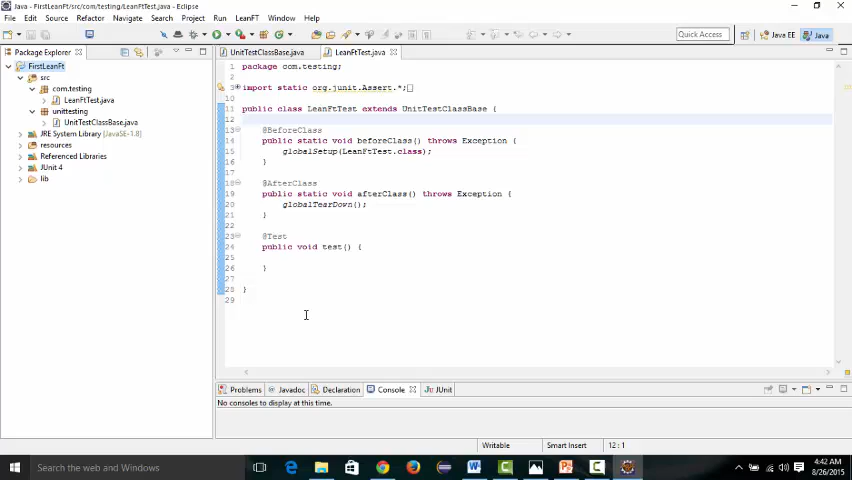 Java - FirstLeanFt/src/com/testing/LeanFtTest.java - Eclipse
File Edit Source Refactor Navigate Search Project Run LeanFT Window Help
Quick Access Java EE Java
Package Explorer
FirstLeanFt
src
com.testing
LeanFtTest.java
unittesting
UnitTestClassBase.java
JRE System Library [JavaSE-1.8]
resources
Referenced Libraries
JUnit 4
lib
UnitTestClassBase.java LeanFtTest.java
1 package com.testing;
2
3 import static org.junit.Assert.*;
10
11 public class LeanFtTest extends UnitTestClassBase {
12
13 @BeforeClass
14 public static void beforeClass() throws Exception {
15 globalSetup(LeanFtTest.class);
16 }
17
18 @AfterClass
19 public static void afterClass() throws Exception {
20 globalTearDown();
21 }
22
23 @Test
24 public void test() {
25
26 }
27
28 }
29
Problems Javadoc Declaration Console JUnit
No consoles to display at this time.
Writable Smart Insert 12 : 1
Search the web and Windows
4:42 AM
8/26/2015